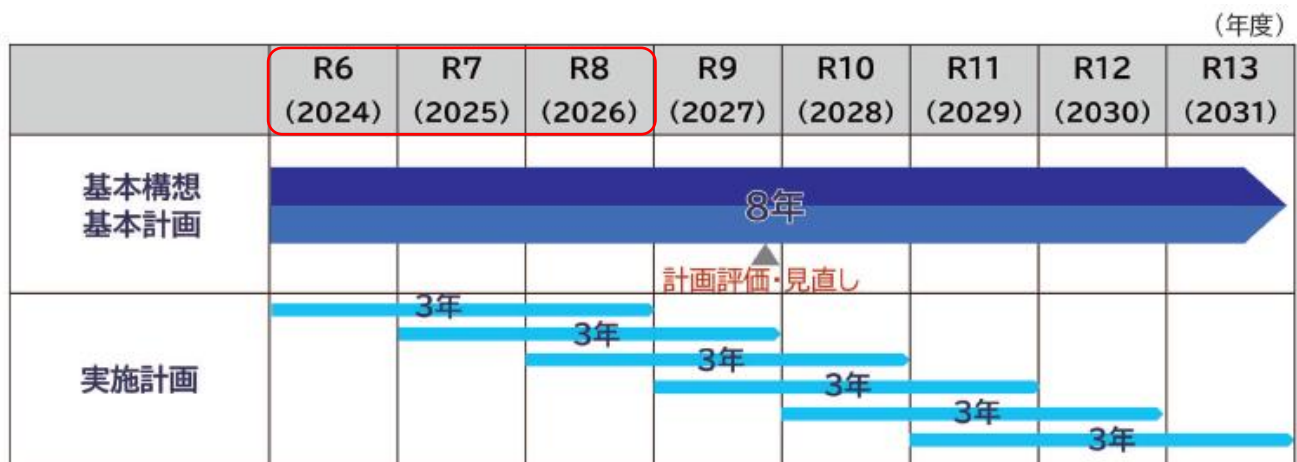 （年度）
R6 R7 R8 R9 R10 R11 R12 R13
(2024) (2025) (2026) (2027) (2028) (2029) (2030) (2031)
基本構想
基本計画
8年
計画評価・見直し
実施計画
3年
3年
3年
3年
3年
3年